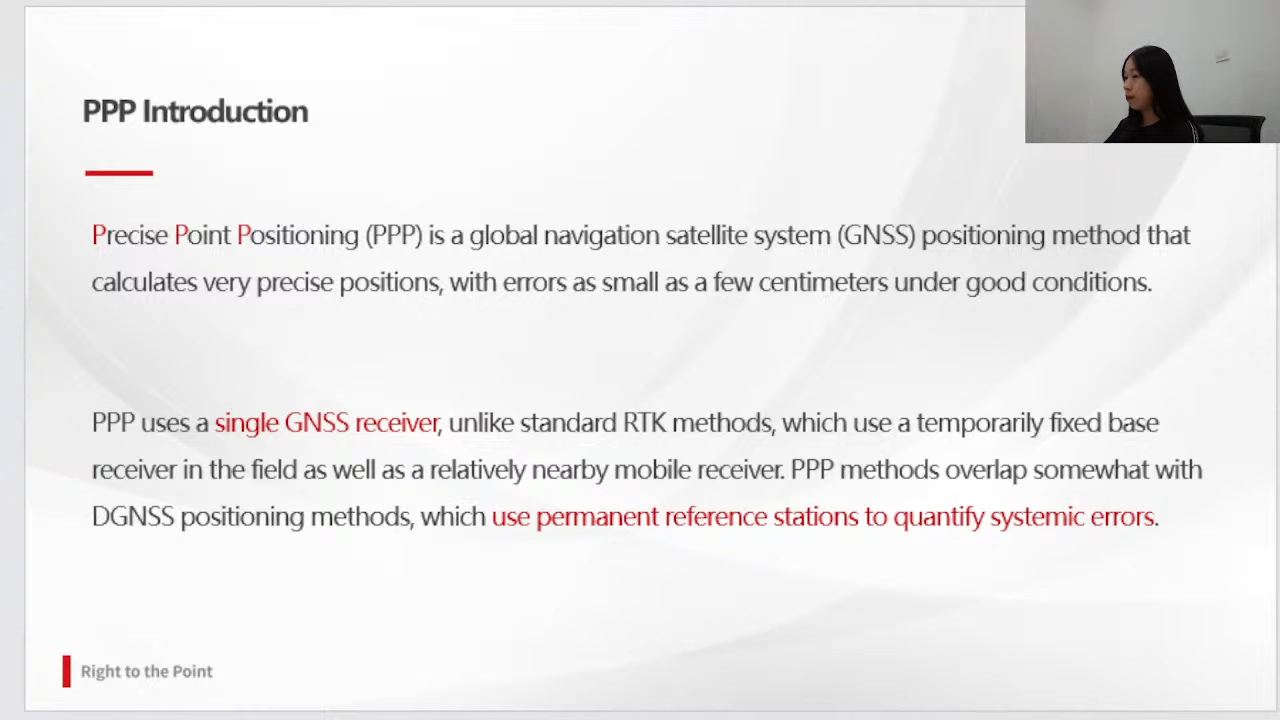 PPP Introduction
Precise Point Positioning (PPP) is a global navigation satellite system (GNSS) positioning method that
calculates very precise positions, with errors as small as a few centimeters under good conditions.
PPP uses a single GNSS receiver, unlike standard RTK methods, which use a temporarily fixed base
receiver in the field as well as a relatively nearby mobile receiver. PPP methods overlap somewhat with
DGNSS positioning methods, which use permanent reference stations to quantify systemic errors.
Right to the Point